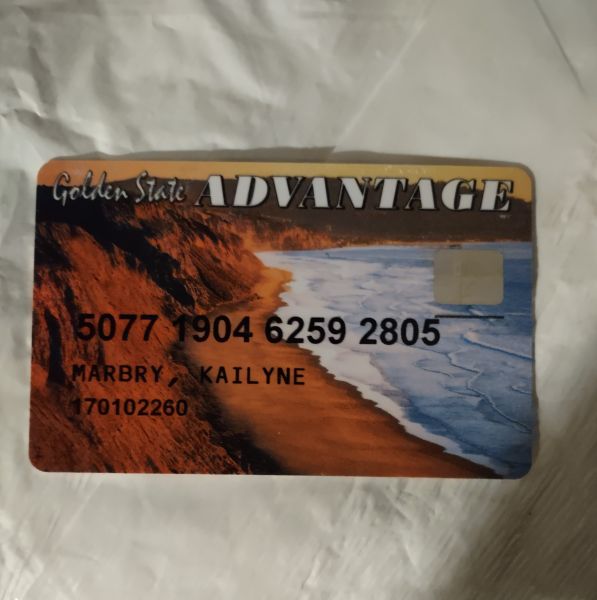 Golden State ADVANTAGE
5077 1904 6259 2805
MARBRY, KAILYNE
170102260